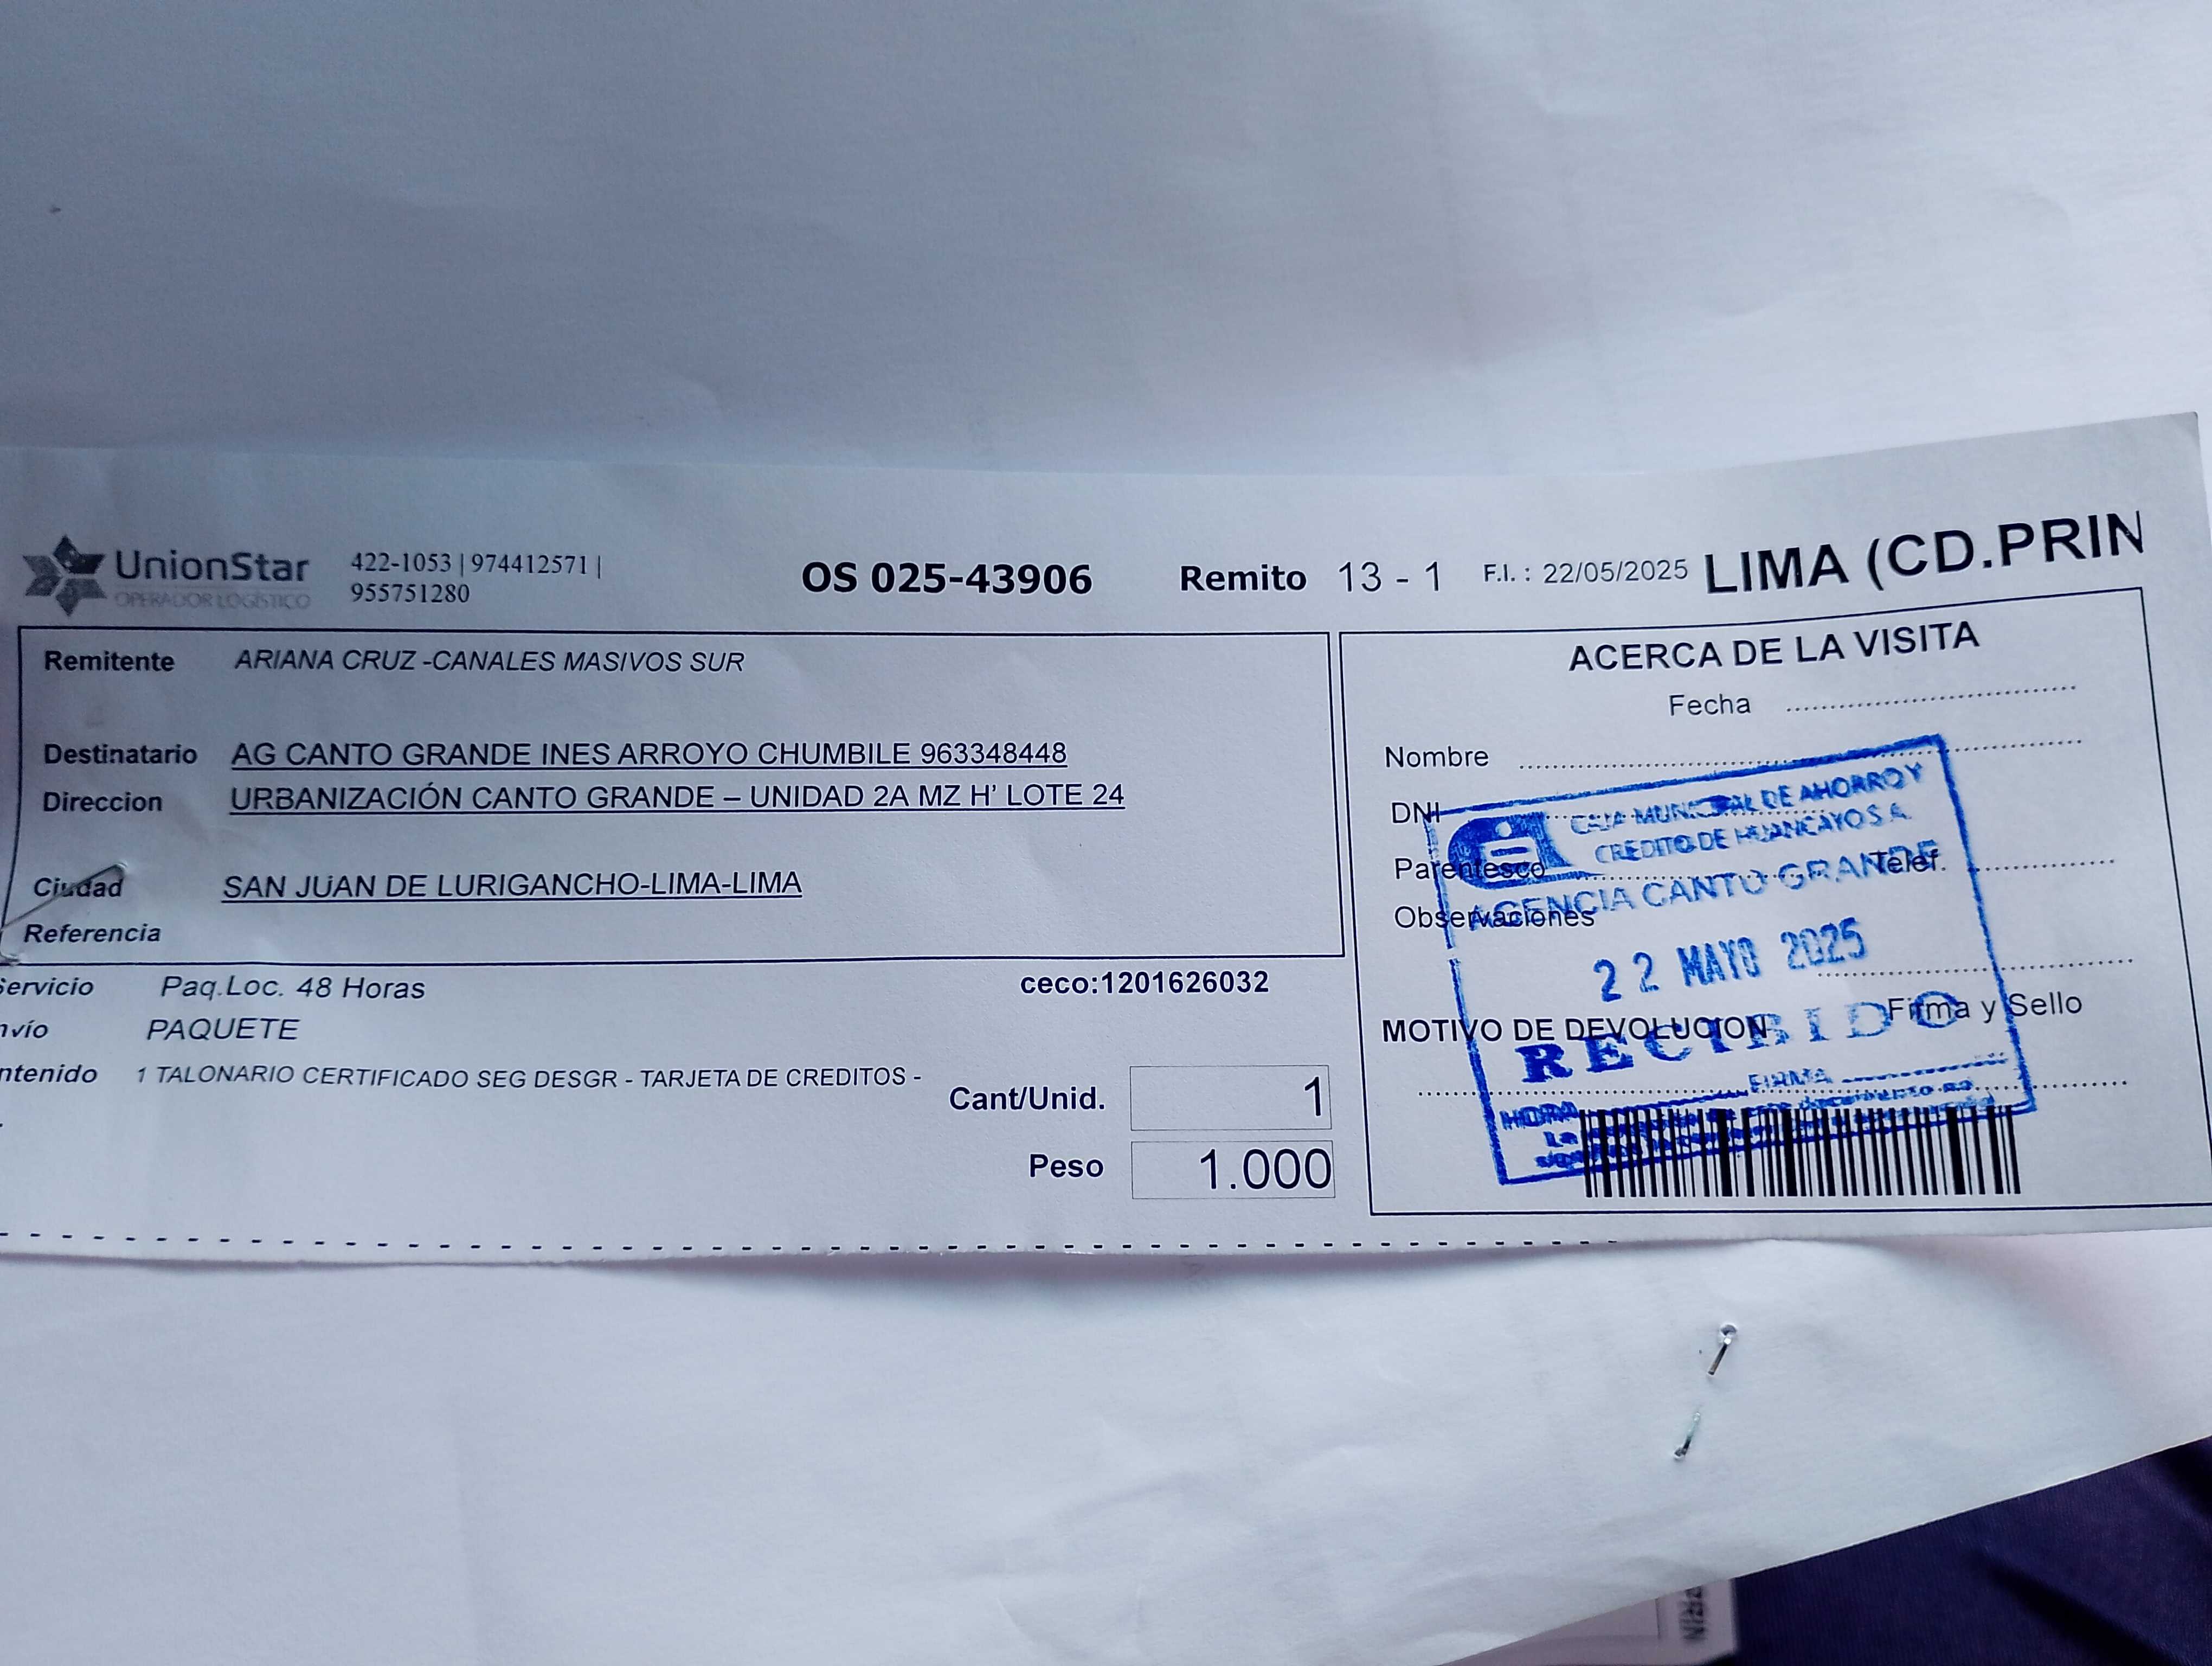 UnionStar
OPERADOR LOGÍSTICO
422-1053 | 974412571 |
955751280
OS 025-43906
Remito 13 - 1
F.I. : 22/05/2025
LIMA (CD.PRIN
Remitente ARIANA CRUZ -CANALES MASIVOS SUR
Destinatario AG CANTO GRANDE INES ARROYO CHUMBILE 963348448
Direccion URBANIZACIÓN CANTO GRANDE – UNIDAD 2A MZ H' LOTE 24
Ciudad SAN JUAN DE LURIGANCHO-LIMA-LIMA
Referencia
Servicio Paq.Loc. 48 Horas
ceco:1201626032
nvío PAQUETE
ntenido 1 TALONARIO CERTIFICADO SEG DESGR - TARJETA DE CREDITOS -
Cant/Unid. 1
Peso 1.000
ACERCA DE LA VISITA
Fecha
Nombre
DNI
Parentesco
Telef.
Observaciones
Firma y Sello
MOTIVO DE DEVOLUCION
CAJA MUNICIPAL DE AHORRO Y
CREDITO DE HUANCAYO S.A.
AGENCIA CANTO GRANDE
22 MAYO 2025
RECIBIDO
FIRMA
HORA
La
PRIN